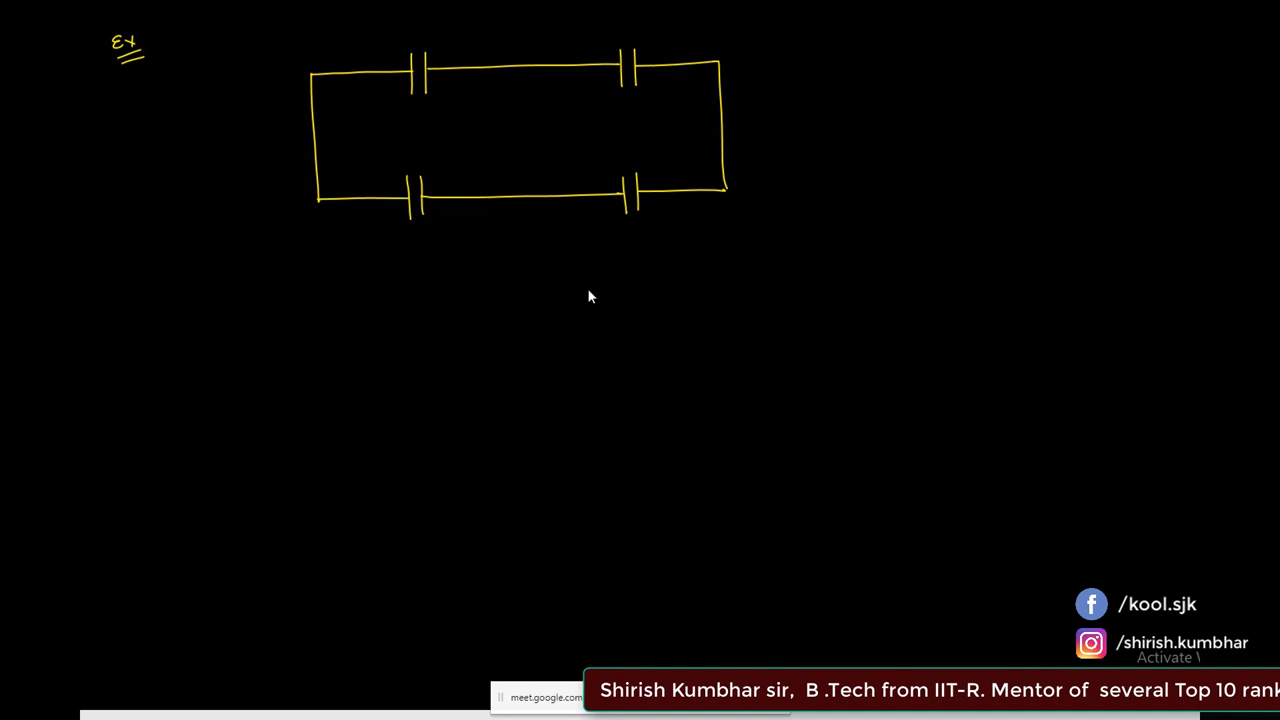 Ex
/kool.sjk
/shirish.kumbhar
Activate
meet.google.com
Shirish Kumbhar sir, B .Tech from IIT-R. Mentor of several Top 10 rank